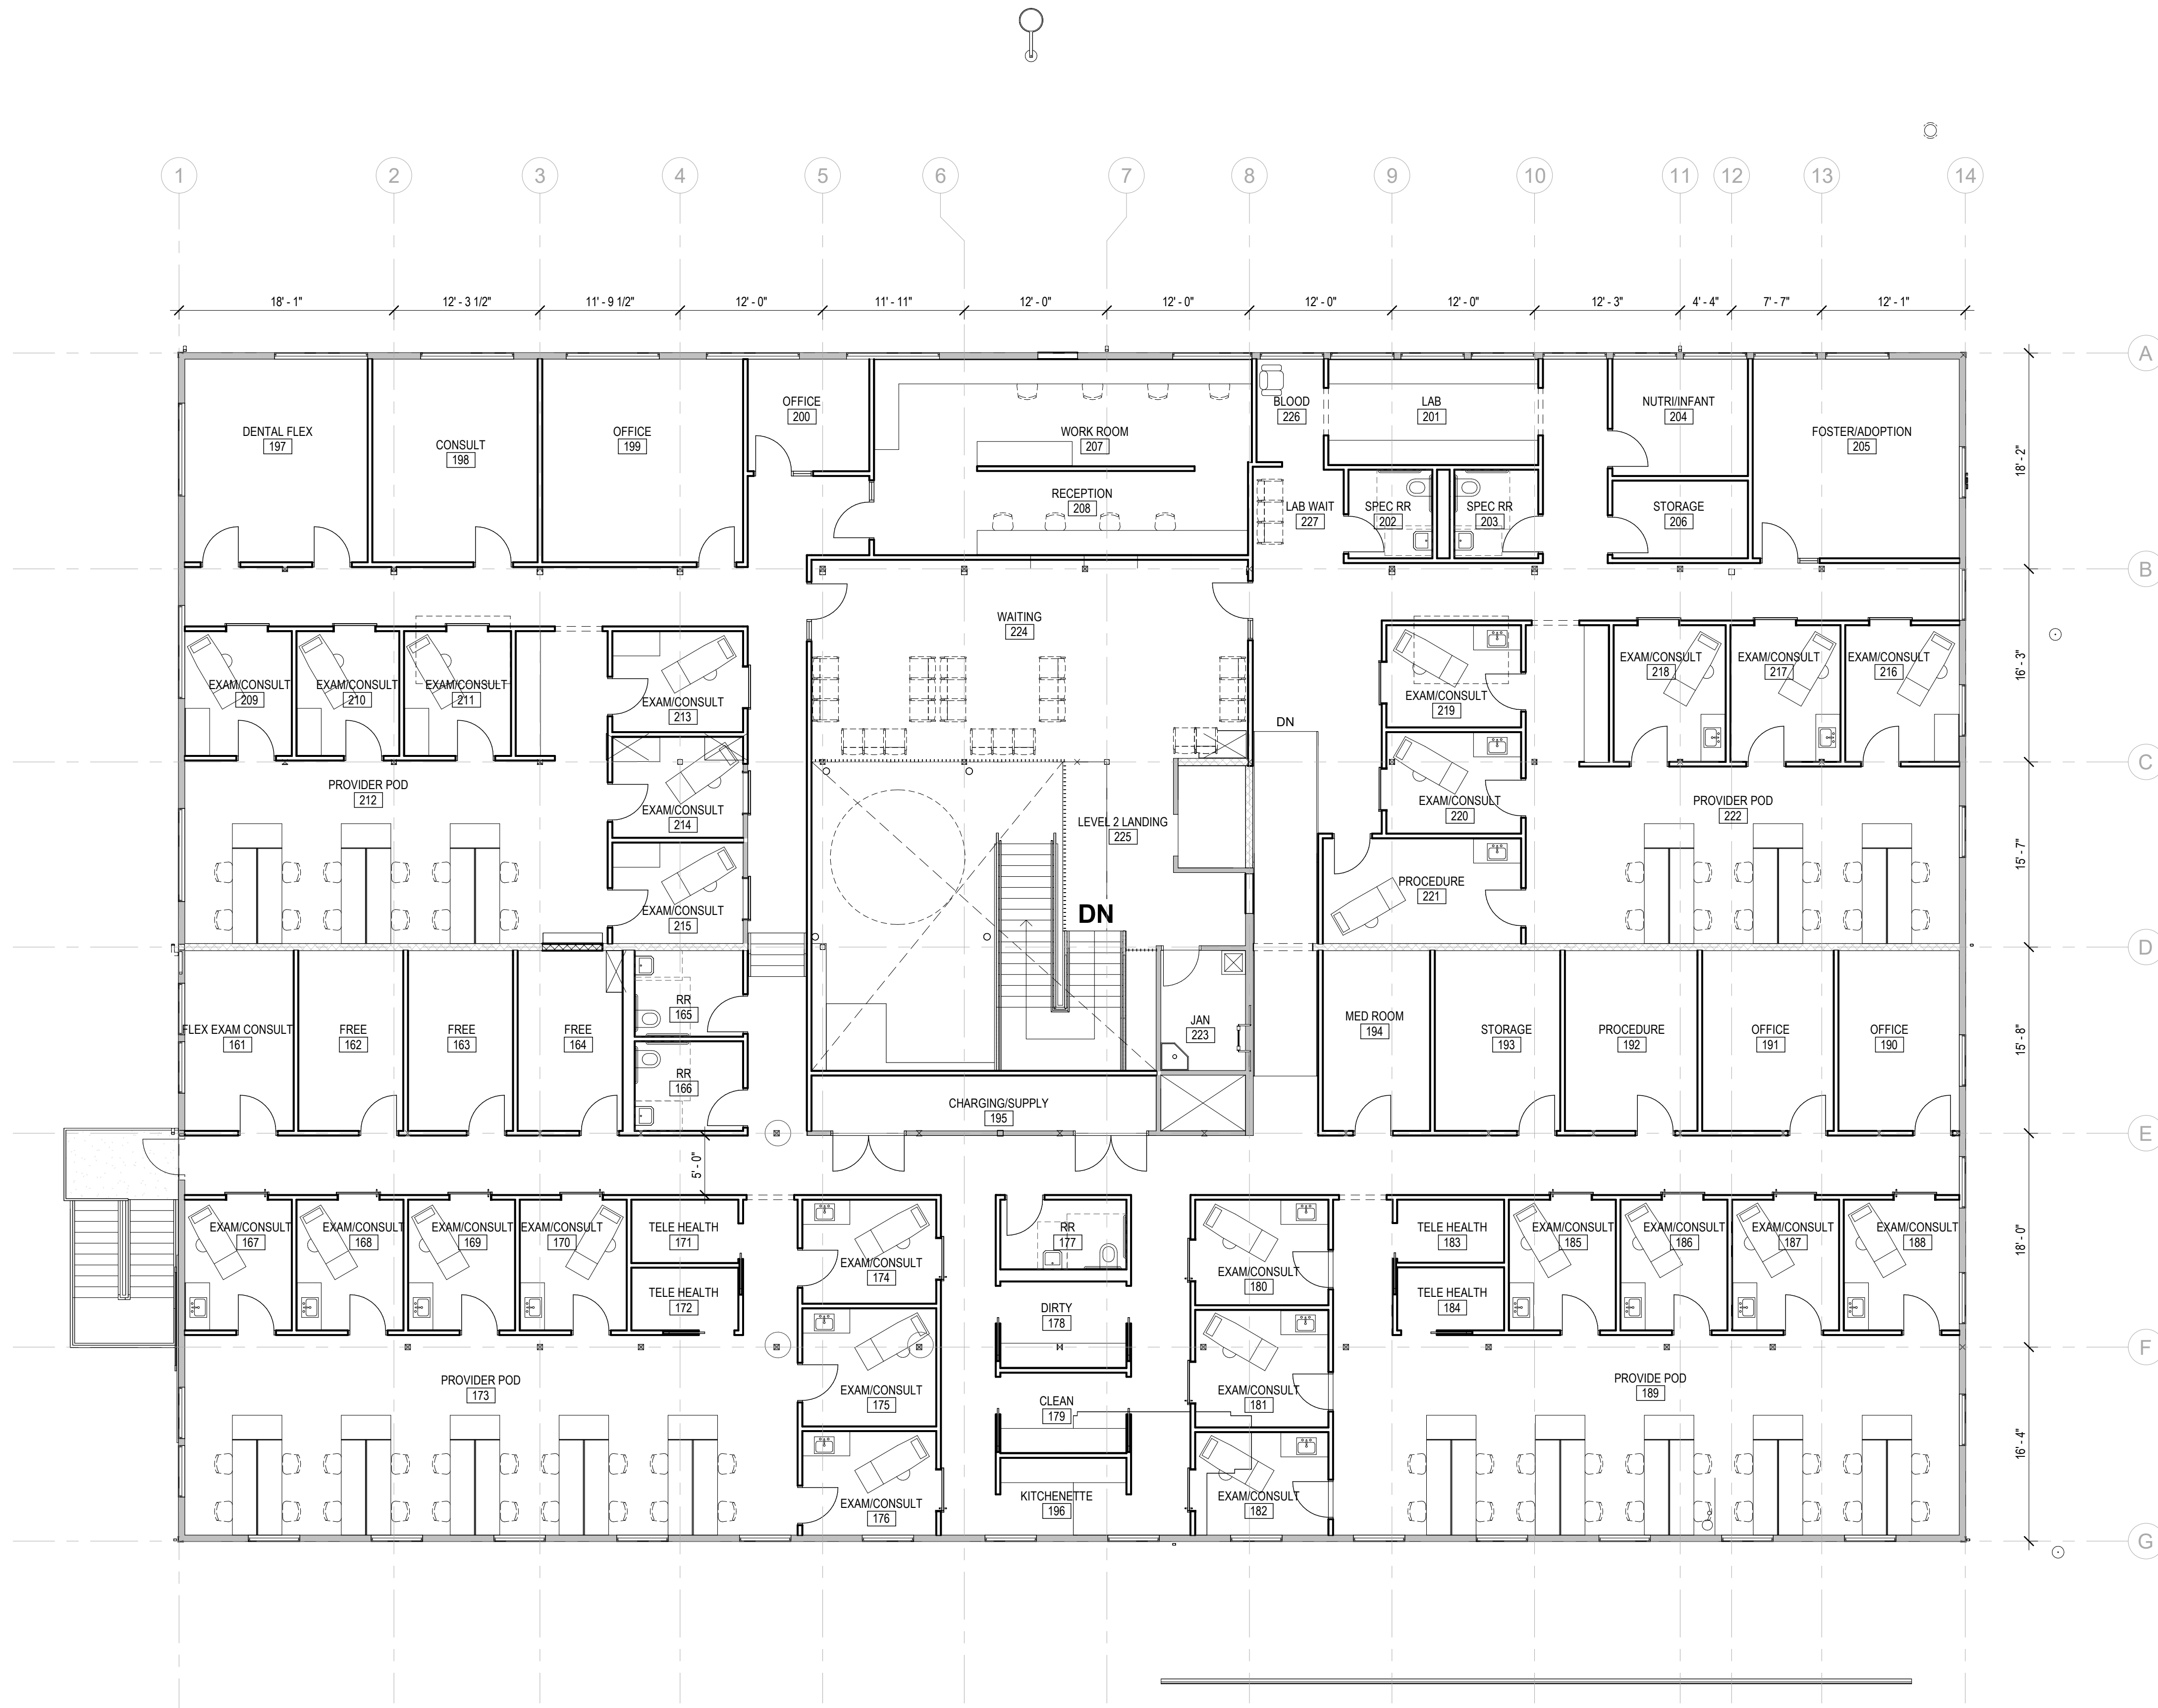 1 2 3 4 5 6 7 8 9 10 11 12 13 14
18' - 1" 12' - 3 1/2" 11' - 9 1/2" 12' - 0" 11' - 11" 12' - 0" 12' - 0" 12' - 0" 12' - 0" 12' - 3" 4' - 4" 7' - 7" 12' - 1"
A
18' - 2"
B
16' - 3"
C
15' - 7"
D
15' - 8"
E
18' - 0"
F
16' - 4"
G
DENTAL FLEX
197
CONSULT
198
OFFICE
199
OFFICE
200
WORK ROOM
207
RECEPTION
208
BLOOD
226
LAB
201
LAB WAIT
227
SPEC RR
202
SPEC RR
203
NUTRI/INFANT
204
STORAGE
206
FOSTER/ADOPTION
205
WAITING
224
EXAM/CONSULT
209
EXAM/CONSULT
210
EXAM/CONSULT
211
EXAM/CONSULT
213
EXAM/CONSULT
214
EXAM/CONSULT
215
PROVIDER POD
212
LEVEL 2 LANDING
225
DN
DN
EXAM/CONSULT
219
EXAM/CONSULT
220
PROCEDURE
221
EXAM/CONSULT
218
EXAM/CONSULT
217
EXAM/CONSULT
216
PROVIDER POD
222
FLEX EXAM CONSULT
161
FREE
162
FREE
163
FREE
164
RR
165
RR
166
JAN
223
CHARGING/SUPPLY
195
MED ROOM
194
STORAGE
193
PROCEDURE
192
OFFICE
191
OFFICE
190
5' - 0"
EXAM/CONSULT
167
EXAM/CONSULT
168
EXAM/CONSULT
169
EXAM/CONSULT
170
TELE HEALTH
171
TELE HEALTH
172
PROVIDER POD
173
EXAM/CONSULT
174
EXAM/CONSULT
175
EXAM/CONSULT
176
RR
177
DIRTY
178
CLEAN
179
KITCHENETTE
196
EXAM/CONSULT
180
EXAM/CONSULT
181
EXAM/CONSULT
182
TELE HEALTH
183
TELE HEALTH
184
EXAM/CONSULT
185
EXAM/CONSULT
186
EXAM/CONSULT
187
EXAM/CONSULT
188
PROVIDE POD
189